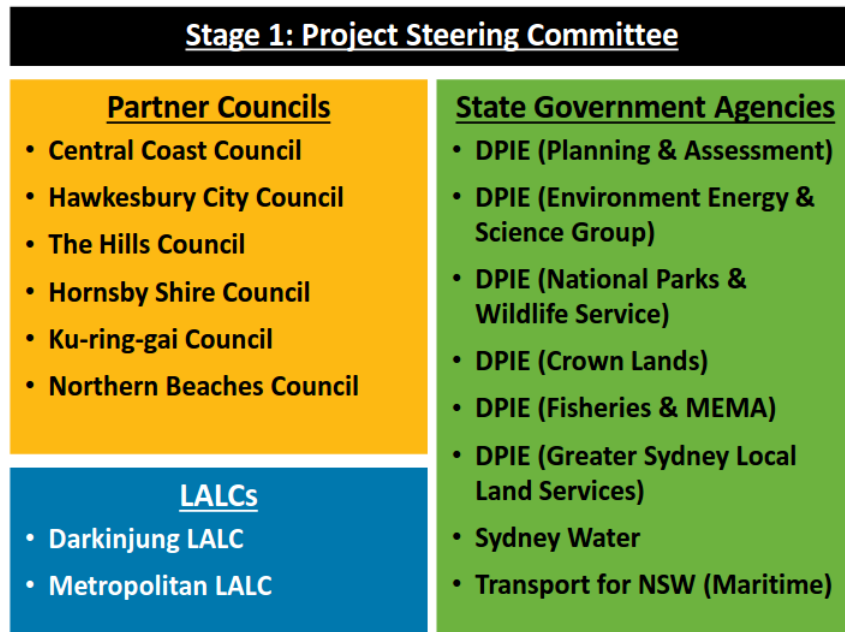 Stage 1: Project Steering Committee
Partner Councils
• Central Coast Council
• Hawkesbury City Council
• The Hills Council
• Hornsby Shire Council
• Ku-ring-gai Council
• Northern Beaches Council
LALCs
• Darkinjung LALC
• Metropolitan LALC
State Government Agencies
• DPIE (Planning & Assessment)
• DPIE (Environment Energy &
Science Group)
• DPIE (National Parks &
Wildlife Service)
• DPIE (Crown Lands)
• DPIE (Fisheries & MEMA)
• DPIE (Greater Sydney Local
Land Services)
• Sydney Water
• Transport for NSW (Maritime)